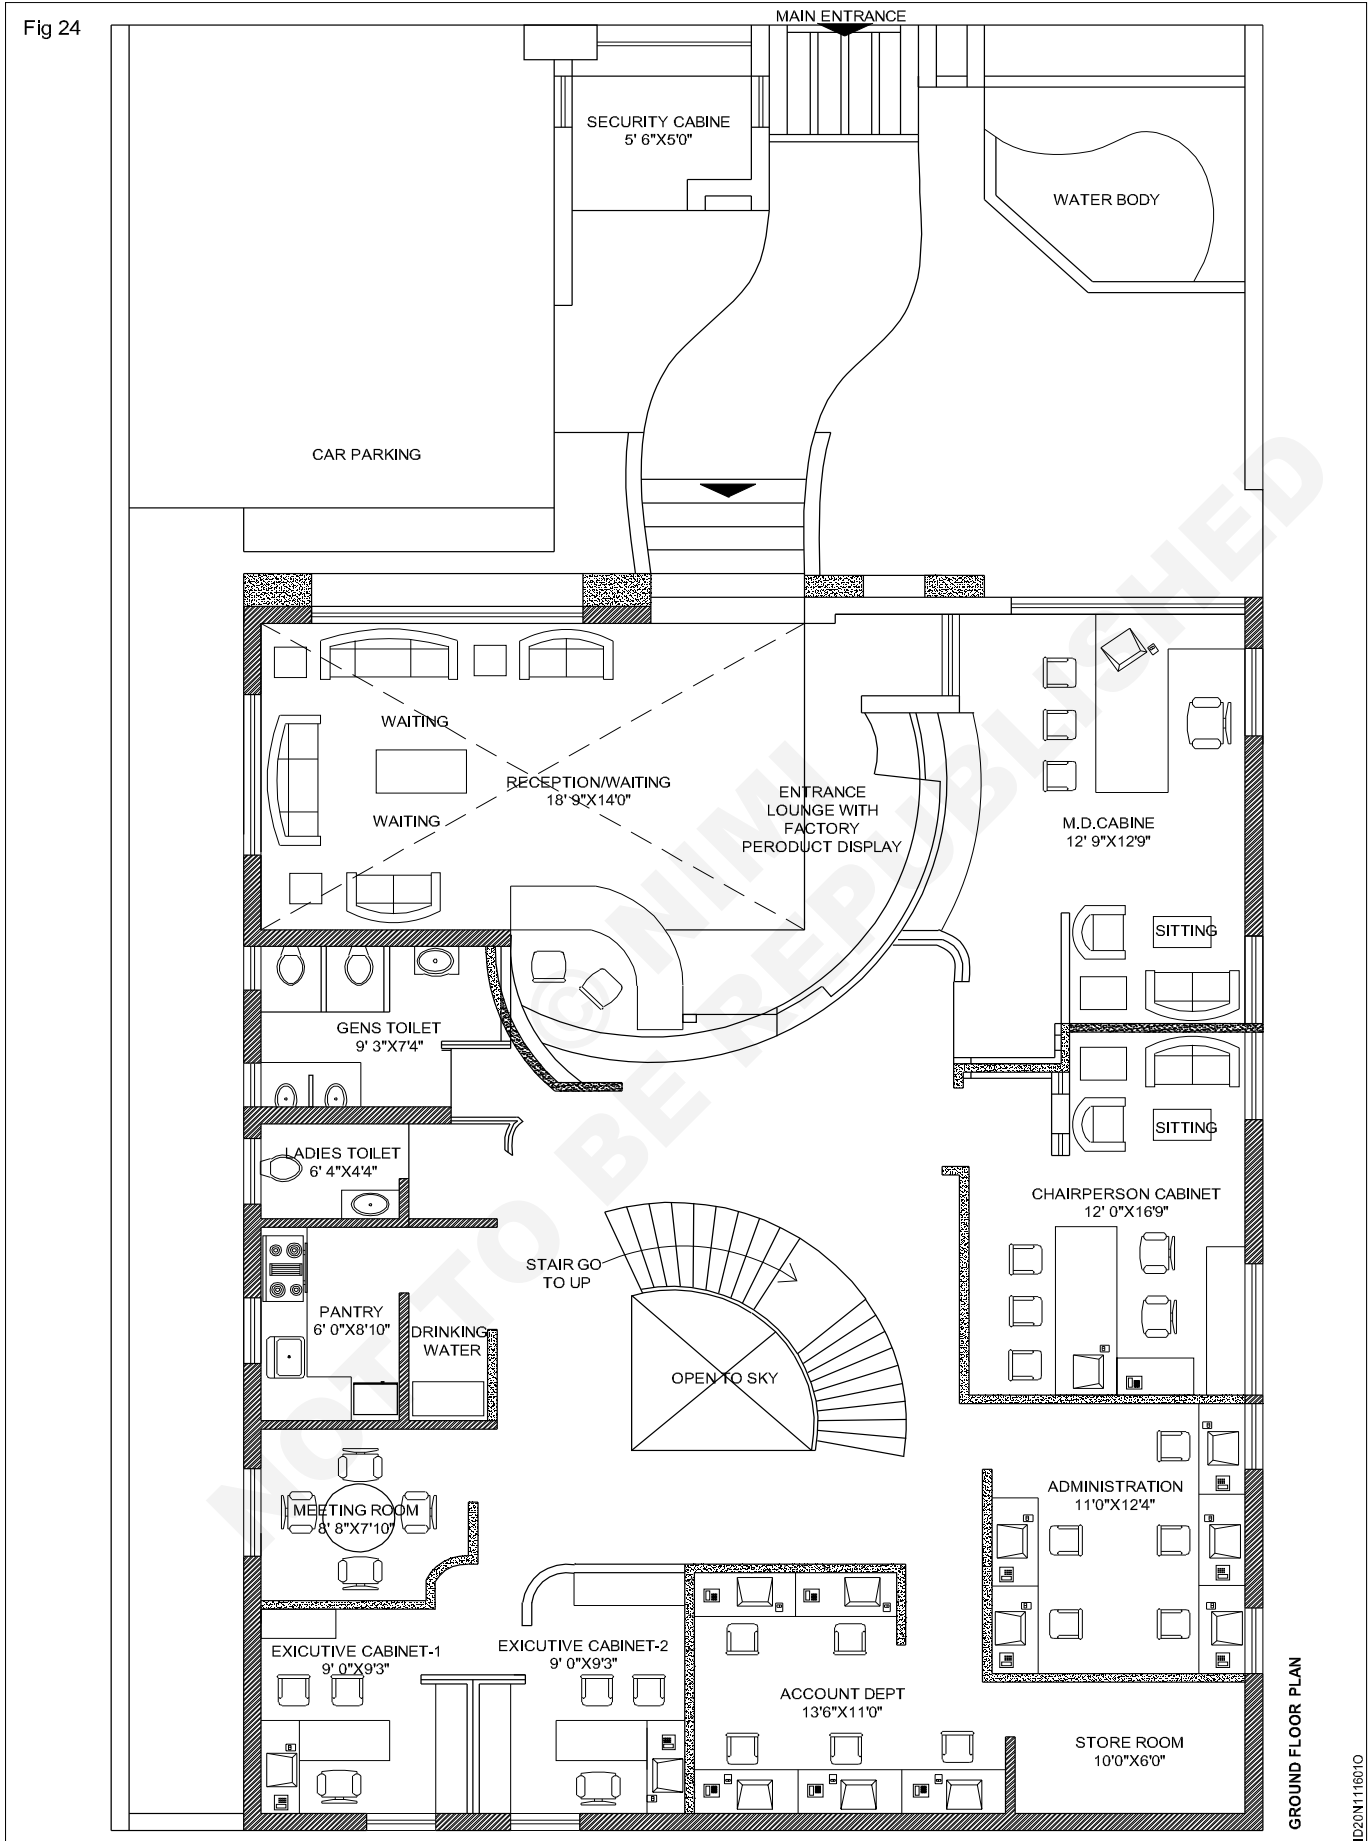 Fig 24
MAIN ENTRANCE
SECURITY CABINE
5' 6"X5'0"
WATER BODY
CAR PARKING
WAITING
RECEPTION/WAITING
18' 9"X14'0"
WAITING
ENTRANCE
LOUNGE WITH
FACTORY
PERODUCT DISPLAY
M.D.CABINE
12' 9"X12'9"
SITTING
GENS TOILET
9' 3"X7'4"
SITTING
LADIES TOILET
6' 4"X4'4"
CHAIRPERSON CABINET
12' 0"X16'9"
STAIR GO
TO UP
PANTRY
6' 0"X8'10"
DRINKING
WATER
OPEN TO SKY
MEETING ROOM
8' 8"X7'10"
ADMINISTRATION
11'0"X12'4"
EXICUTIVE CABINET-1
9' 0"X9'3"
EXICUTIVE CABINET-2
9' 0"X9'3"
ACCOUNT DEPT
13'6"X11'0"
STORE ROOM
10'0"X6'0"
GROUND FLOOR PLAN
D20N111601O
© NIMI
NOT TO BE REPUBLISHED